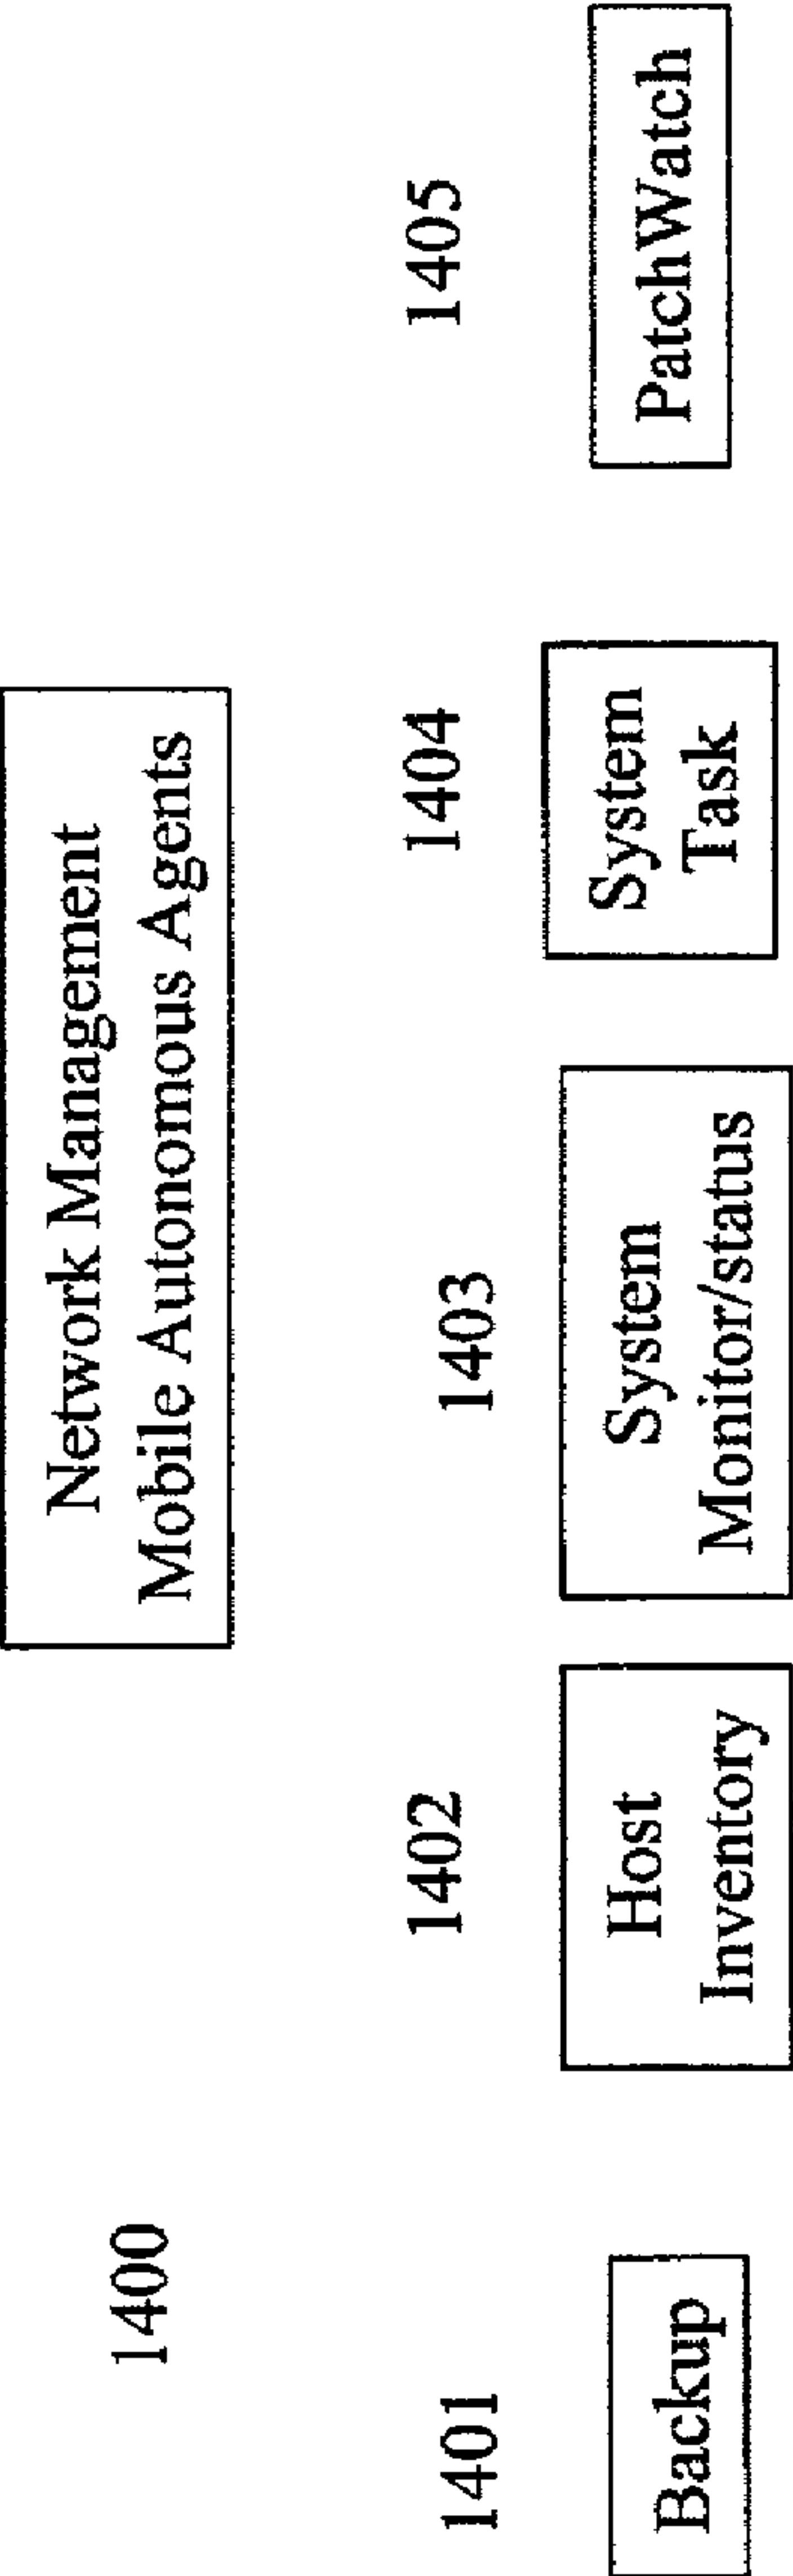 1400
Network Management
Mobile Autonomous Agents
1401
1402
1403
1404
1405
Backup
Host
Inventory
System
Monitor/status
System
Task
PatchWatch